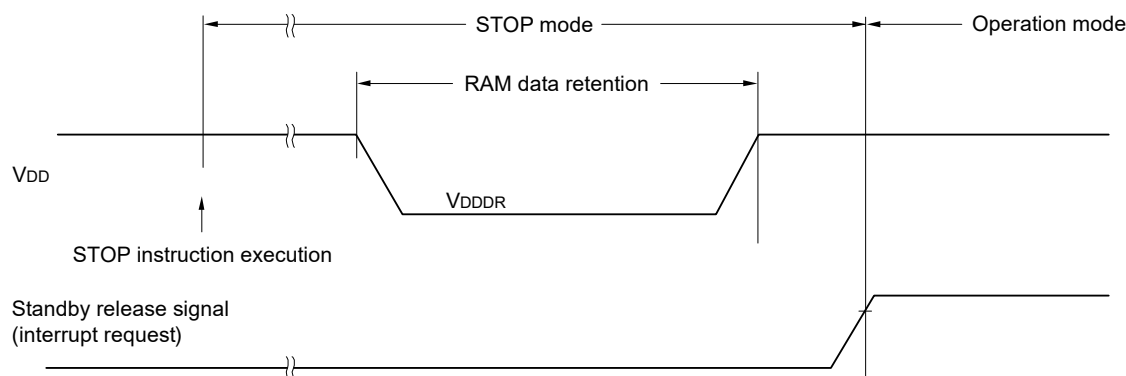 STOP mode
Operation mode
RAM data retention
VDD
VDDDR
STOP instruction execution
Standby release signal
(interrupt request)